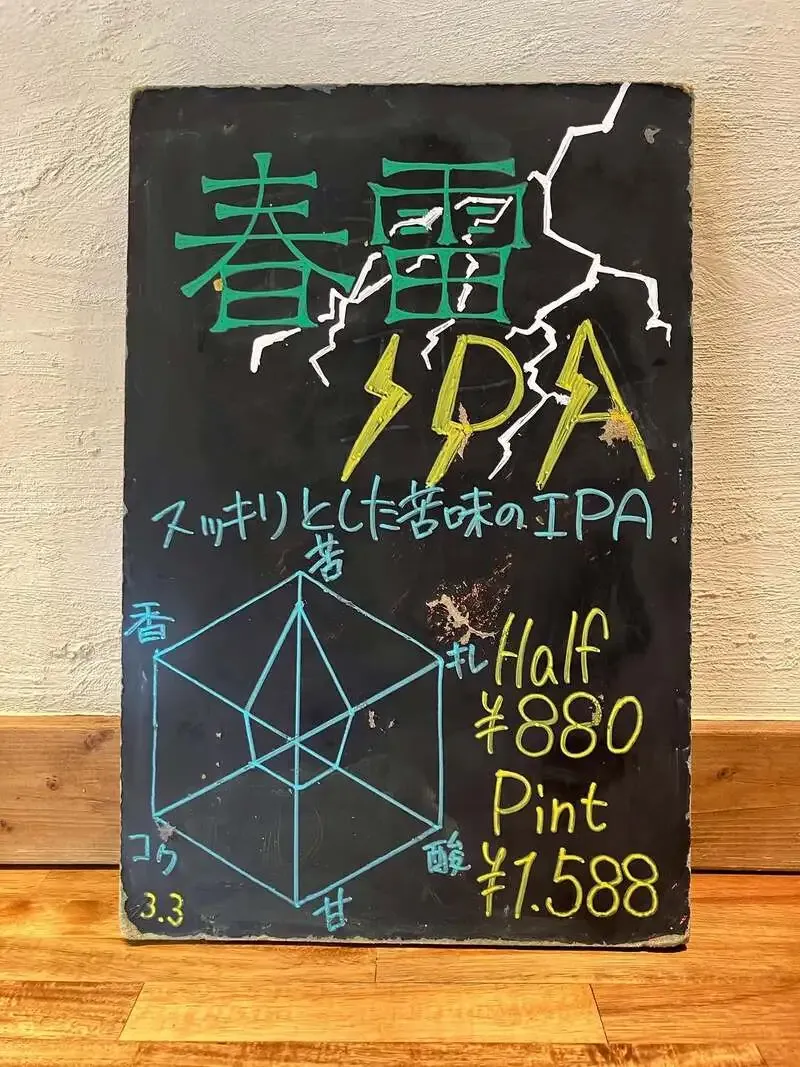 春雷
IPA
スッキリとした苦味のIPA
苦
香
キレ
Half
¥880
Pint
¥1.588
コク
酸
甘
3.3